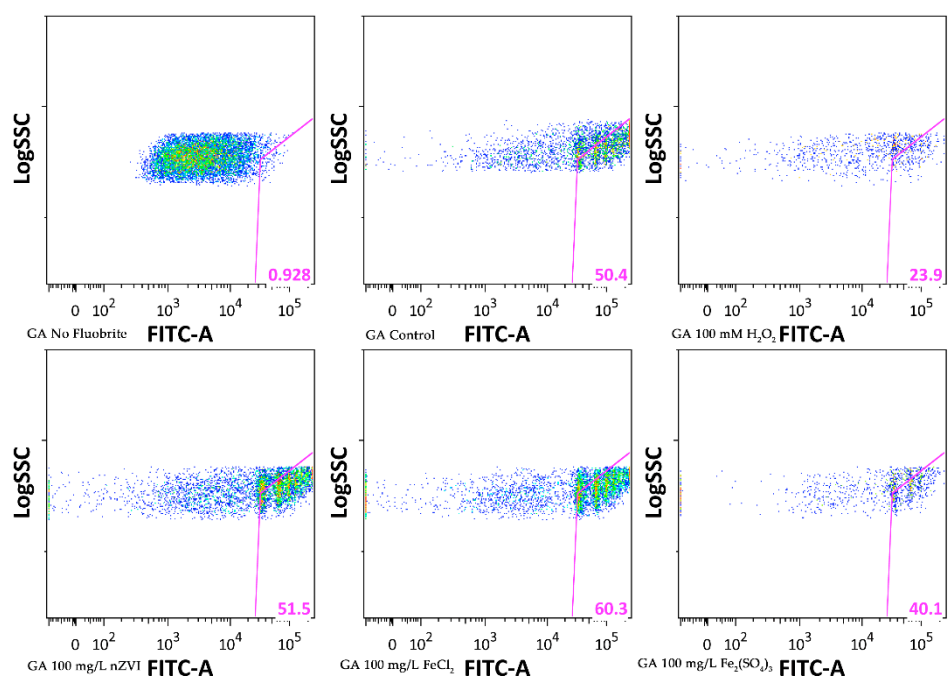 LogSSC
0.928
0 10² 10³ 10⁴ 10⁵
GA No Fluobrite FITC-A
LogSSC
50.4
0 10² 10³ 10⁴ 10⁵
GA Control FITC-A
LogSSC
23.9
0 10² 10³ 10⁴ 10⁵
GA 100 mM H₂O₂ FITC-A
LogSSC
51.5
0 10² 10³ 10⁴ 10⁵
GA 100 mg/L nZVI FITC-A
LogSSC
60.3
0 10² 10³ 10⁴ 10⁵
GA 100 mg/L FeCl₂ FITC-A
LogSSC
40.1
0 10² 10³ 10⁴ 10⁵
GA 100 mg/L Fe₂(SO₄)₃ FITC-A